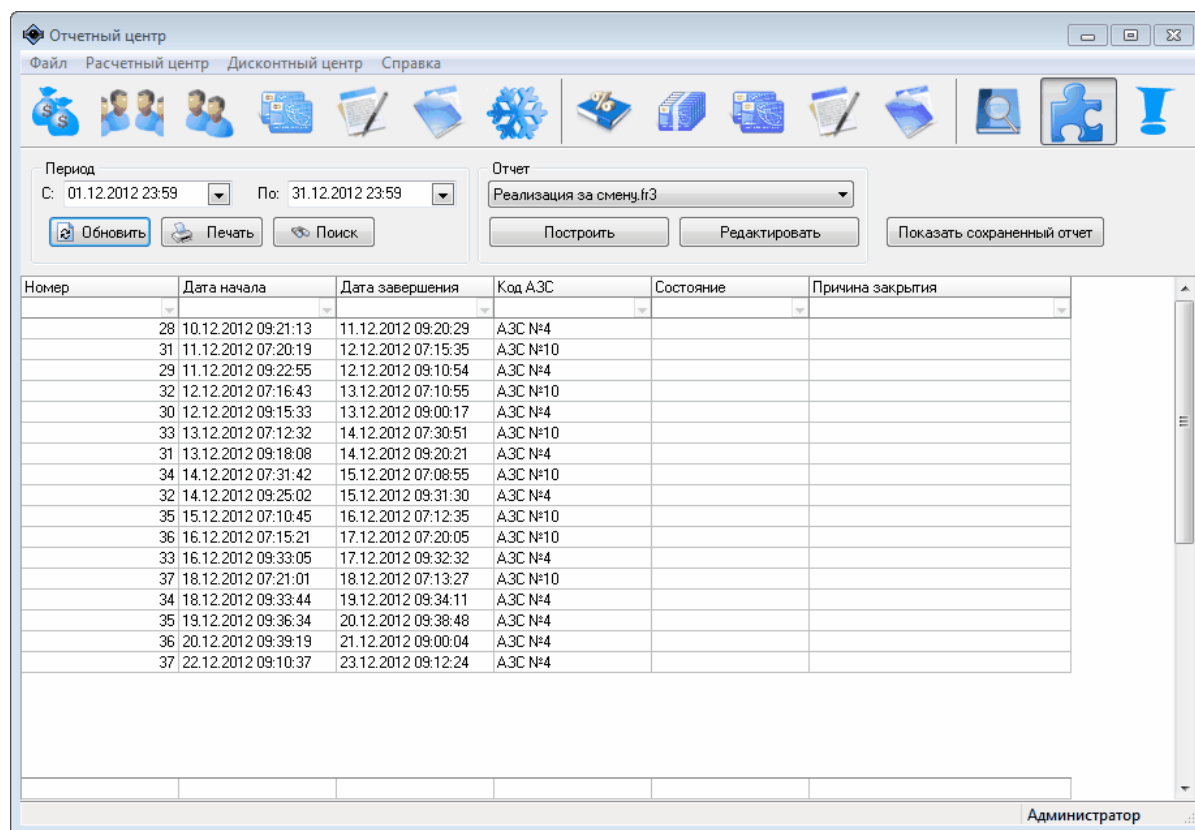 Отчетный центр
Файл Расчетный центр Дисконтный центр Справка
Период
С: 01.12.2012 23:59 По: 31.12.2012 23:59
Обновить Печать Поиск
Отчет
Реализация за смену.fr3
Построить Редактировать Показать сохраненный отчет
Номер Дата начала Дата завершения Код АЗС Состояние Причина закрытия
28 10.12.2012 09:21:13 11.12.2012 09:20:29 АЗС №4
31 11.12.2012 07:20:19 12.12.2012 07:15:35 АЗС №10
29 11.12.2012 09:22:55 12.12.2012 09:10:54 АЗС №4
32 12.12.2012 07:16:43 13.12.2012 07:10:55 АЗС №10
30 12.12.2012 09:15:33 13.12.2012 09:00:17 АЗС №4
33 13.12.2012 07:12:32 14.12.2012 07:30:51 АЗС №10
31 13.12.2012 09:18:08 14.12.2012 09:20:21 АЗС №4
34 14.12.2012 07:31:42 15.12.2012 07:08:55 АЗС №10
32 14.12.2012 09:25:02 15.12.2012 09:31:30 АЗС №4
35 15.12.2012 07:10:45 16.12.2012 07:12:35 АЗС №10
36 16.12.2012 07:15:21 17.12.2012 07:20:05 АЗС №10
33 16.12.2012 09:33:05 17.12.2012 09:32:32 АЗС №4
37 18.12.2012 07:21:01 18.12.2012 07:13:27 АЗС №10
34 18.12.2012 09:33:44 19.12.2012 09:34:11 АЗС №4
35 19.12.2012 09:36:34 20.12.2012 09:38:48 АЗС №4
36 20.12.2012 09:39:19 21.12.2012 09:00:04 АЗС №4
37 22.12.2012 09:10:37 23.12.2012 09:12:24 АЗС №4
Администратор